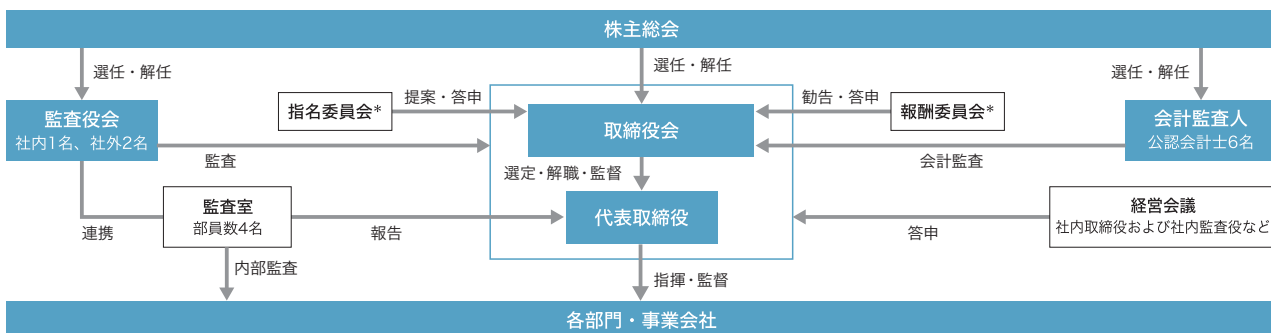 株主総会
選任・解任
選任・解任
選任・解任
監査役会
社内1名、社外2名
指名委員会*
提案・答申
取締役会
勧告・答申
報酬委員会*
会計監査人
公認会計士6名
監査
会計監査
選定・解職・監督
監査室
部員数4名
連携
報告
代表取締役
答申
経営会議
社内取締役および社内監査役など
内部監査
指揮・監督
各部門・事業会社